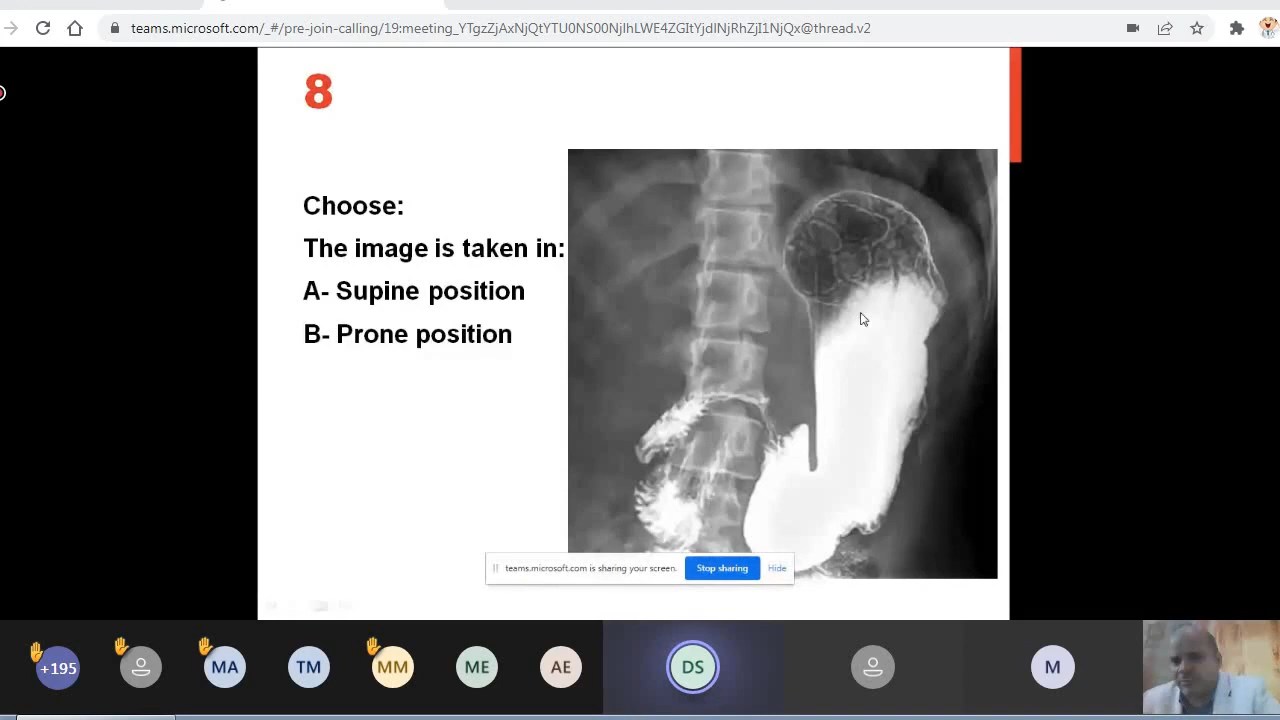 teams.microsoft.com/_#/pre-join-calling/19:meeting_YTgzZjAxNjQtYTU0NS00NjlhLWE4ZGItYjdlNjRhZjI1NjQx@thread.v2
8
Choose:
The image is taken in:
A- Supine position
B- Prone position
teams.microsoft.com is sharing your screen.
Stop sharing
Hide
+195
MA
TM
MM
ME
AE
DS
M